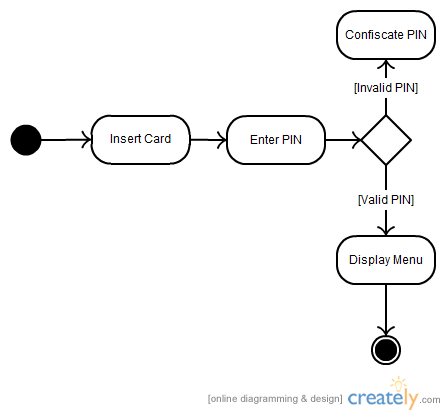 Confiscate PIN
[Invalid PIN]
Insert Card
Enter PIN
[Valid PIN]
Display Menu
[online diagramming & design] creately.com